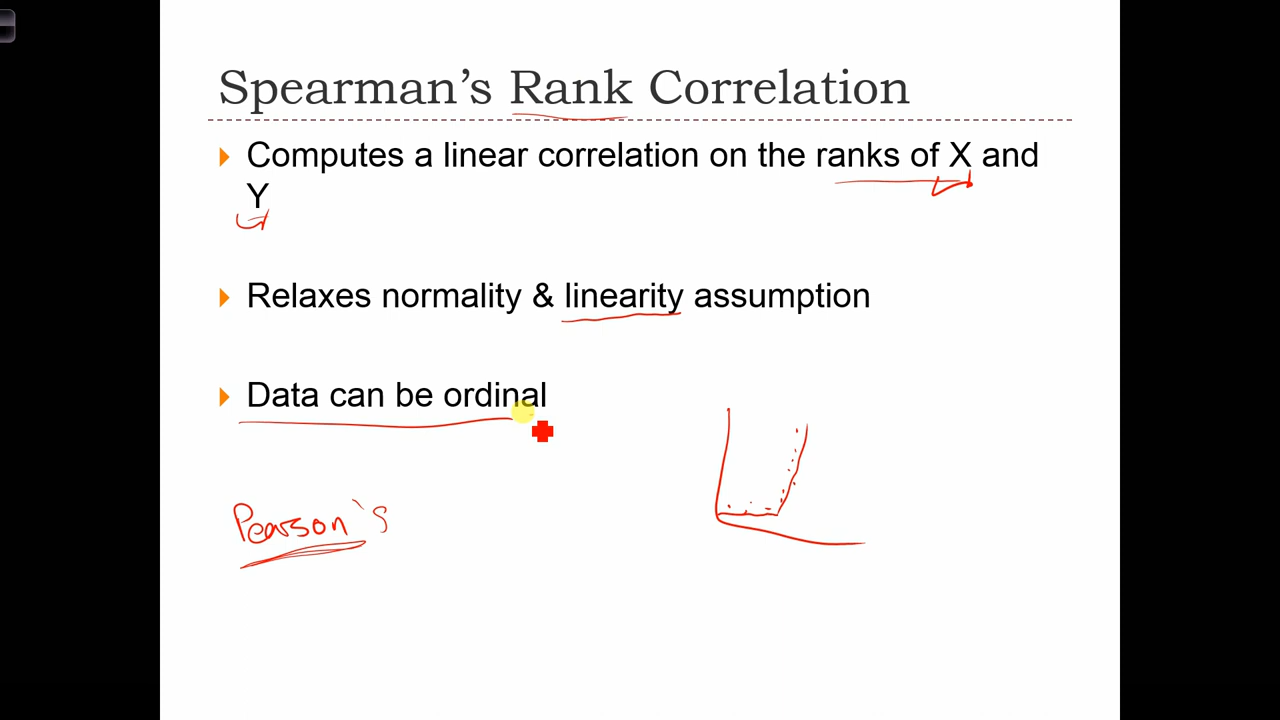 Spearman’s Rank Correlation
Computes a linear correlation on the ranks of X and
Y
Relaxes normality & linearity assumption
Data can be ordinal
Pearson's